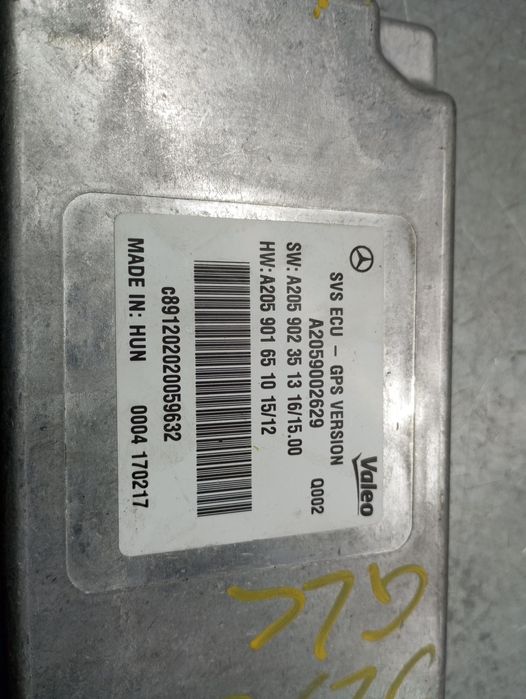 Valeo
SVS ECU - GPS VERSION
A2059002629 Q002
SW: A205 902 35 13 16/15.00
HW: A205 901 65 10 15/12
c891202020059632
MADE IN: HUN 0004 170217
GLC